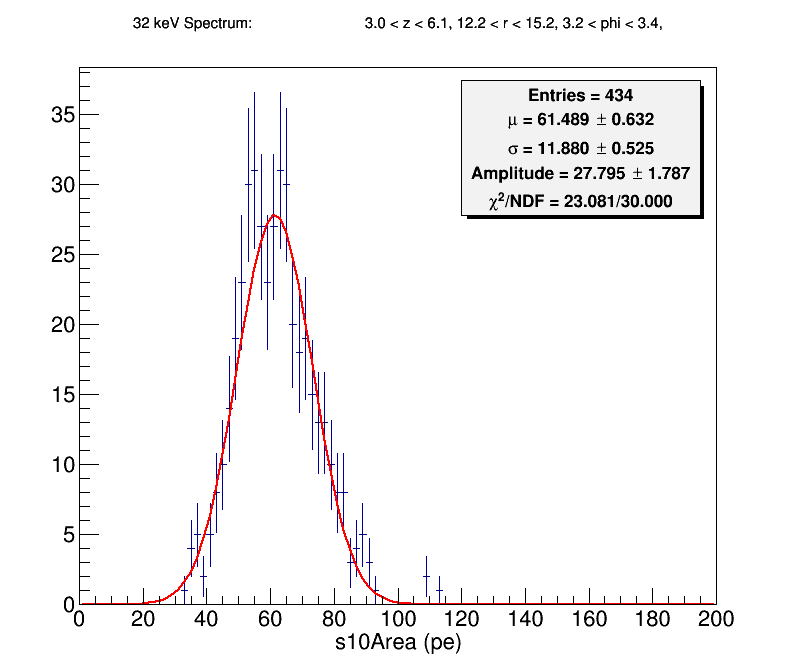 32 keV Spectrum: 3.0 < z < 6.1, 12.2 < r < 15.2, 3.2 < phi < 3.4,
Entries = 434
μ = 61.489 ± 0.632
σ = 11.880 ± 0.525
Amplitude = 27.795 ± 1.787
χ²/NDF = 23.081/30.000
35
30
25
20
15
10
5
0
0 20 40 60 80 100 120 140 160 180 200
s10Area (pe)